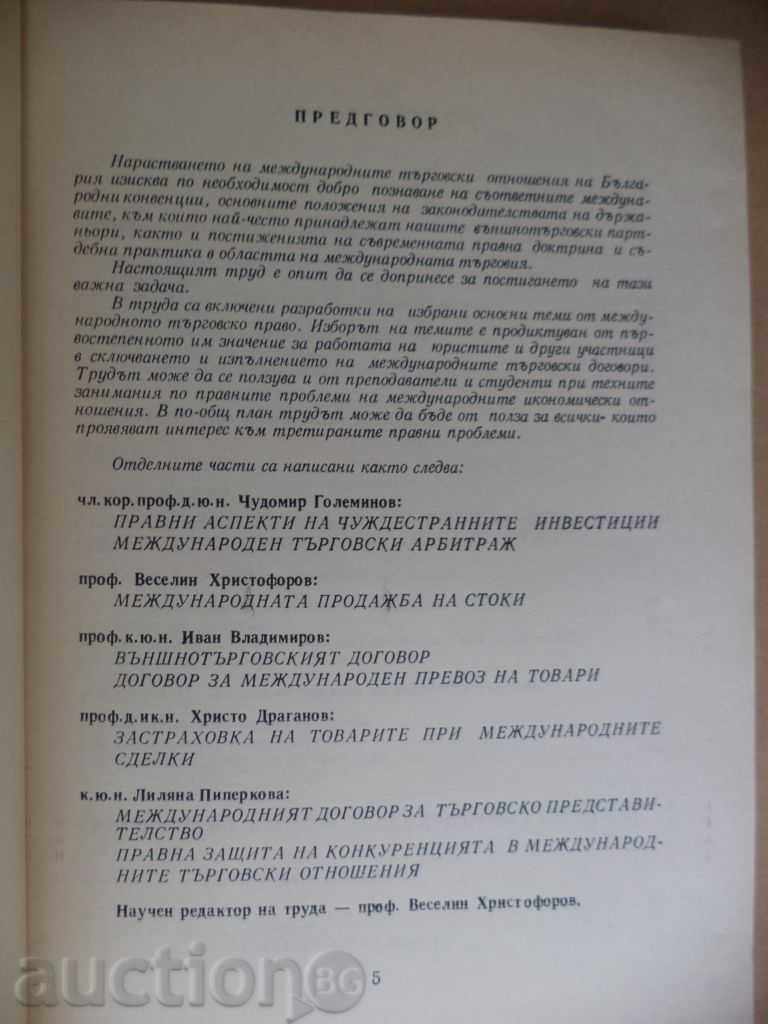 ПРЕДГОВОР
Нарастването на международните търговски отношения на Бълга-
рия изисква по необходимост добро познаване на съответните междуна-
родни конвенции, основните положения на законодателствата на държа-
вите, към които най-често принадлежат нашите външнотърговски парт-
ньори, както и постиженията на съвременната правна доктрина и съ-
дебна практика в областта на международната търговия.
Настоящият труд е опит да се допринесе за постигането на тази
важна задача.
В труда са включени разработки на избрани основни теми от между-
народното търговско право. Изборът на темите е продиктуван от пър-
востепенното им значение за работата на юристите и други участници
в сключването и изпълнението на международните търговски договори.
Трудът може да се ползува и от преподаватели и студенти при техните
занимания по правните проблеми на международните икономически от-
ношения. В по-общ план трудът може да бъде от полза за всички- които
проявяват интерес към третираните правни проблеми.
Отделните части са написани както следва:
чл. кор. проф. д. ю. н. Чудомир Големинов:
ПРАВНИ АСПЕКТИ НА ЧУЖДЕСТРАННИТЕ ИНВЕСТИЦИИ
МЕЖДУНАРОДЕН ТЪРГОВСКИ АРБИТРАЖ
проф. Веселин Христофоров:
МЕЖДУНАРОДНАТА ПРОДАЖБА НА СТОКИ
проф. к. ю. н. Иван Владимиров:
ВЪНШНОТЪРГОВСКИЯТ ДОГОВОР
ДОГОВОР ЗА МЕЖДУНАРОДЕН ПРЕВОЗ НА ТОВАРИ
проф. д. ик. н. Христо Драганов:
ЗАСТРАХОВКА НА ТОВАРИТЕ ПРИ МЕЖДУНАРОДНИТЕ
СДЕЛКИ
к. ю. н. Лиляна Пиперкова:
МЕЖДУНАРОДНИЯТ ДОГОВОР ЗА ТЪРГОВСКО ПРЕДСТАВИ-
ТЕЛСТВО
ПРАВНА ЗАЩИТА НА КОНКУРЕНЦИЯТА В МЕЖДУНАРОД-
НИТЕ ТЪРГОВСКИ ОТНОШЕНИЯ
Научен редактор на труда — проф. Веселин Христофоров.
5
auction BG